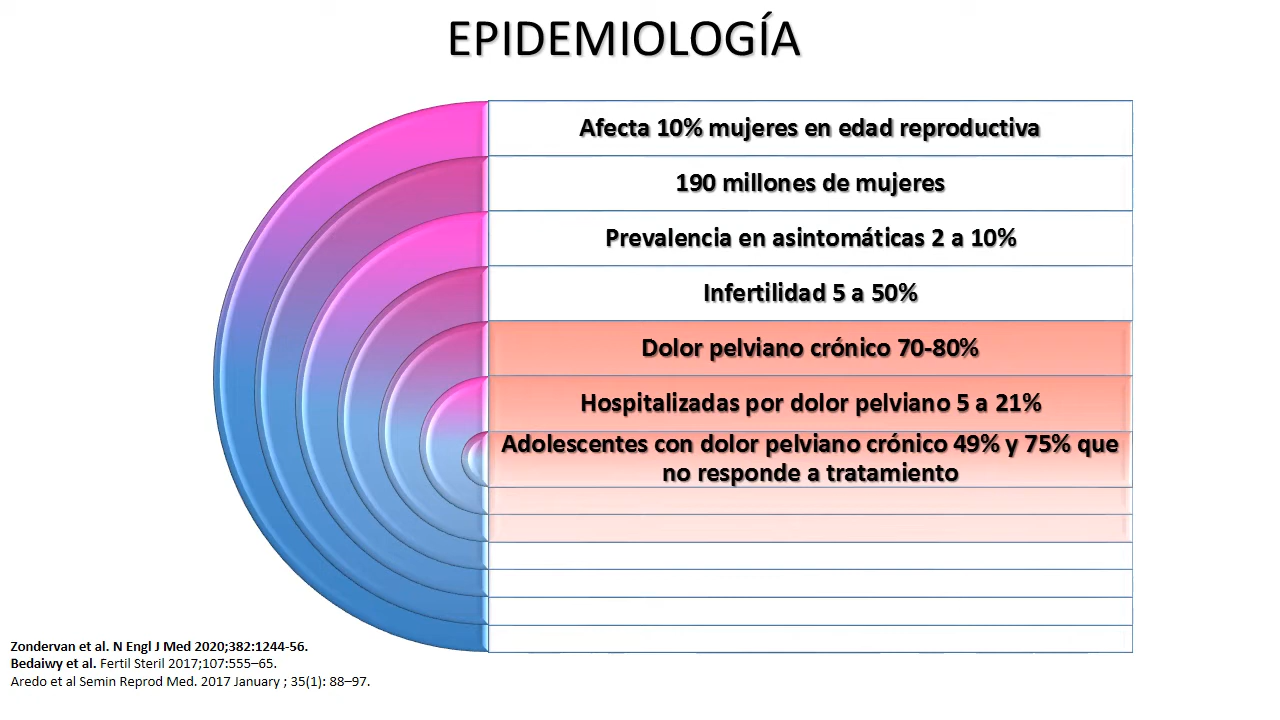 EPIDEMIOLOGÍA
Afecta 10% mujeres en edad reproductiva
190 millones de mujeres
Prevalencia en asintomáticas 2 a 10%
Infertilidad 5 a 50%
Dolor pelviano crónico 70-80%
Hospitalizadas por dolor pelviano 5 a 21%
Adolescentes con dolor pelviano crónico 49% y 75% que
no responde a tratamiento
Zondervan et al. N Engl J Med 2020;382:1244-56.
Bedaiwy et al. Fertil Steril 2017;107:555–65.
Aredo et al Semin Reprod Med. 2017 January ; 35(1): 88–97.